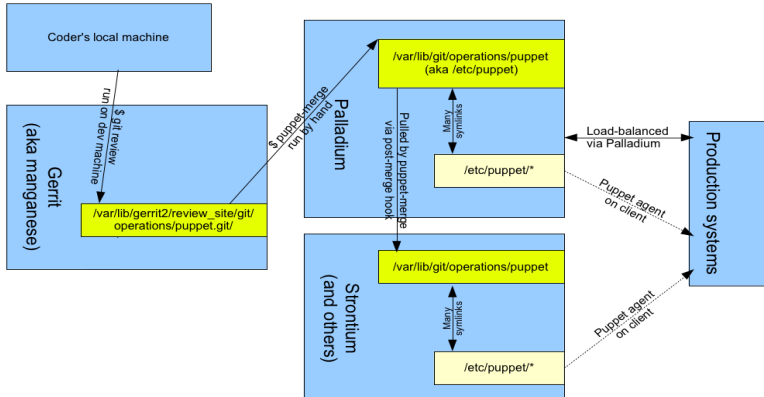 Coder's local machine
$ git review
run on dev machine
Gerrit
(aka manganese)
/var/lib/gerrit2/review_site/git/
operations/puppet.git/
$ puppet-merge
run by hand
Palladium
/var/lib/git/operations/puppet
(aka /etc/puppet)
Pulled by puppet-merge
via post-merge hook
Many
symlinks
/etc/puppet/*
Load-balanced
via Palladium
Production systems
Puppet agent
on client
Strontium
(and others)
/var/lib/git/operations/puppet
Many
symlinks
/etc/puppet/*
Puppet agent
on client